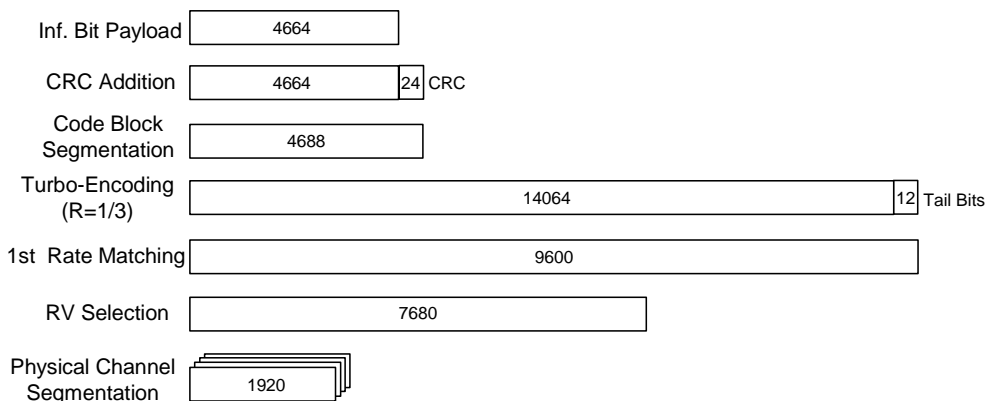 Inf. Bit Payload 4664
CRC Addition 4664 24 CRC
Code Block
Segmentation 4688
Turbo-Encoding
(R=1/3) 14064 12 Tail Bits
1st Rate Matching 9600
RV Selection 7680
Physical Channel
Segmentation 1920